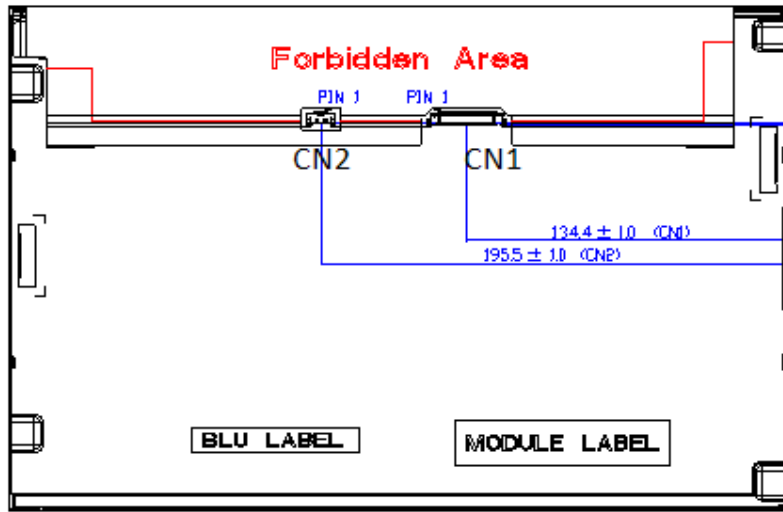 Forbidden Area
PIN 1 PIN 1
CN2 CN1
134.4 ± 1.0 (CN1)
195.5 ± 1.0 (CN2)
BLU LABEL
MODULE LABEL